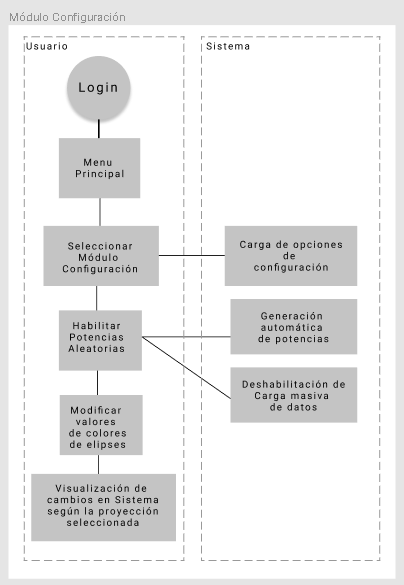 Módulo Configuración
Usuario
Sistema
Login
Menu
Principal
Seleccionar
Módulo
Configuración
Carga de opciones
de
configuración
Habilitar
Potencias
Aleatorias
Generación
automática
de potencias
Deshabilitación de
Carga masiva
de datos
Modificar
valores
de colores
de elipses
Visualización de
cambios en Sistema
según la proyección
seleccionada